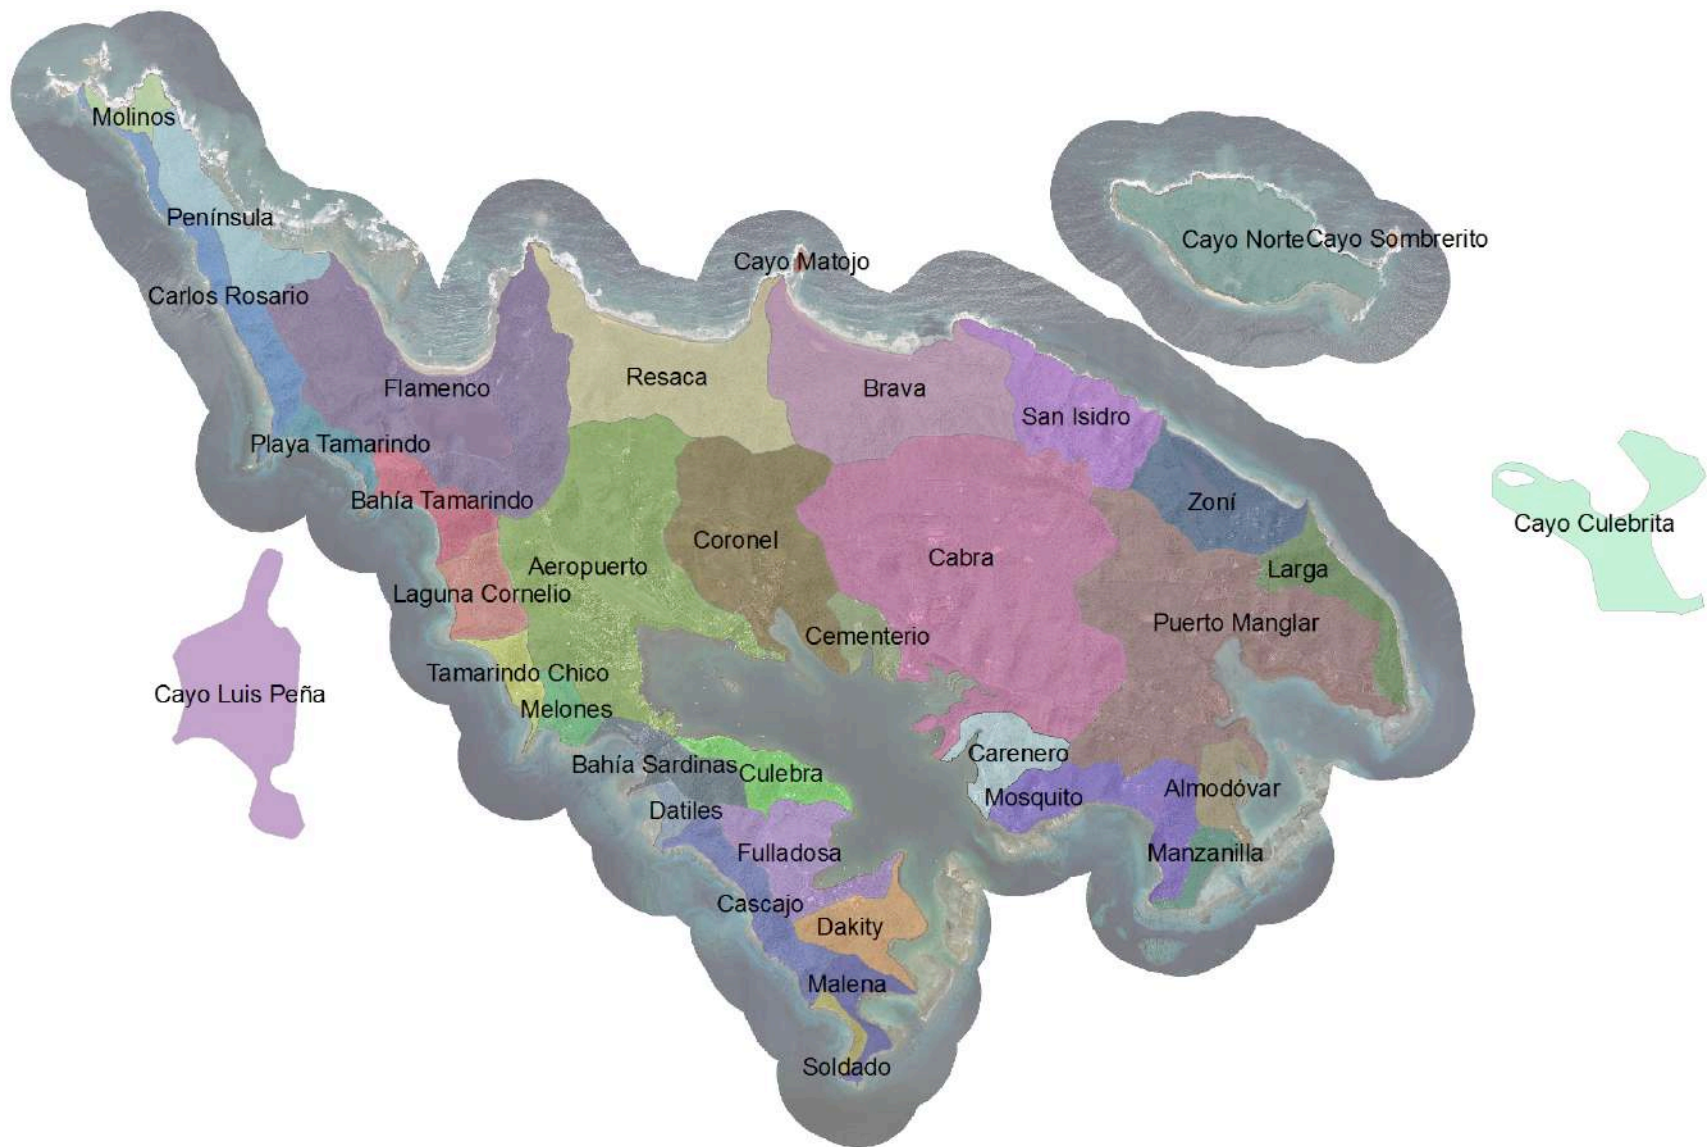 Molinos
Península
Cayo Norte
Cayo Sombrerito
Cayo Matojo
Carlos Rosario
Resaca
Flamenco
Brava
San Isidro
Playa Tamarindo
Bahía Tamarindo
Zoní
Cayo Culebrita
Coronel
Cabra
Aeropuerto
Larga
Laguna Cornelio
Puerto Manglar
Cementerio
Tamarindo Chico
Cayo Luis Peña
Melones
Carenero
Bahía Sardinas
Culebra
Almodóvar
Mosquito
Datiles
Fulladosa
Manzanilla
Cascajo
Dakity
Malena
Soldado